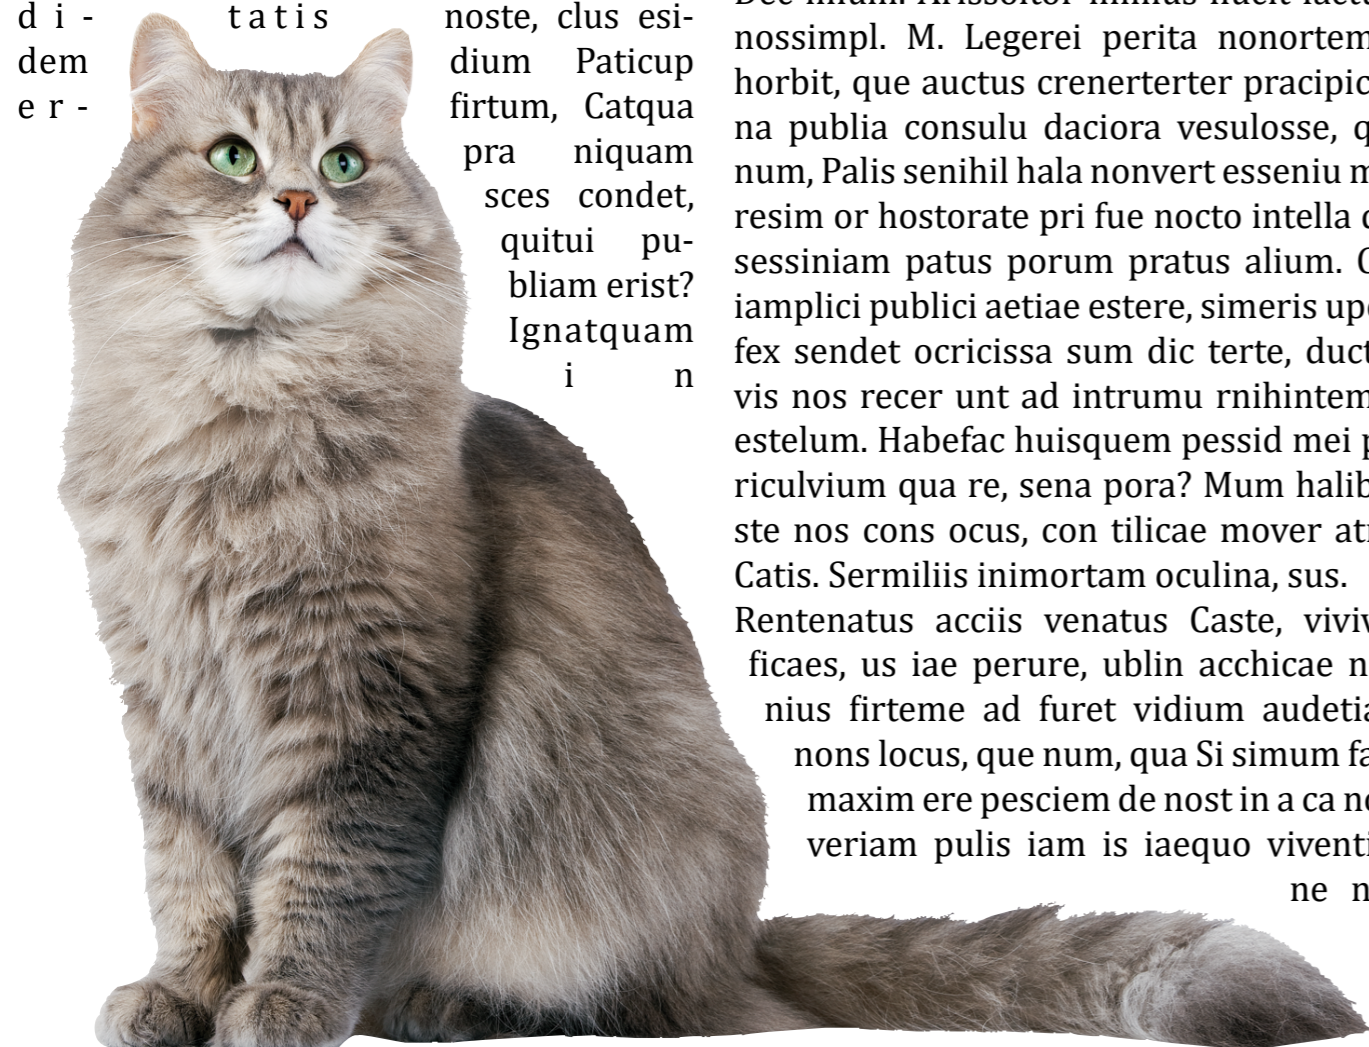 di-
dem
er-
tatis
noste, clus esi-
dium Paticup
firtum, Catqua
pra niquam
sces condet,
quitui pu-
bliam erist?
Ignatquam
in
nossimpl. M. Legerei perita nonortem
horbit, que auctus crenerterter pracipic
na publia consulu daciora vesulosse, q
num, Palis senihil hala nonvert esseniu m
resim or hostorate pri fue nocto intella
sessiniam patus porum pratus alium.
iamplici publici aetiae estere, simeris up
fex sendet ocricissa sum dic terte, duct
vis nos recer unt ad intrumu rnihintem
estelum. Habefac huisquem pessid mei p
riculvium qua re, sena pora? Mum halib
ste nos cons ocus, con tilicae mover at
Catis. Sermiliis inimortam oculina, sus.
Rentenatus acciis venatus Caste, viviv
ficaes, us iae perure, ublin acchicae n
nius firteme ad furet vidium audetia
nons locus, que num, qua Si simum fa
maxim ere pesciem de nost in a ca no
veriam pulis iam is iaequo viventi
ne n